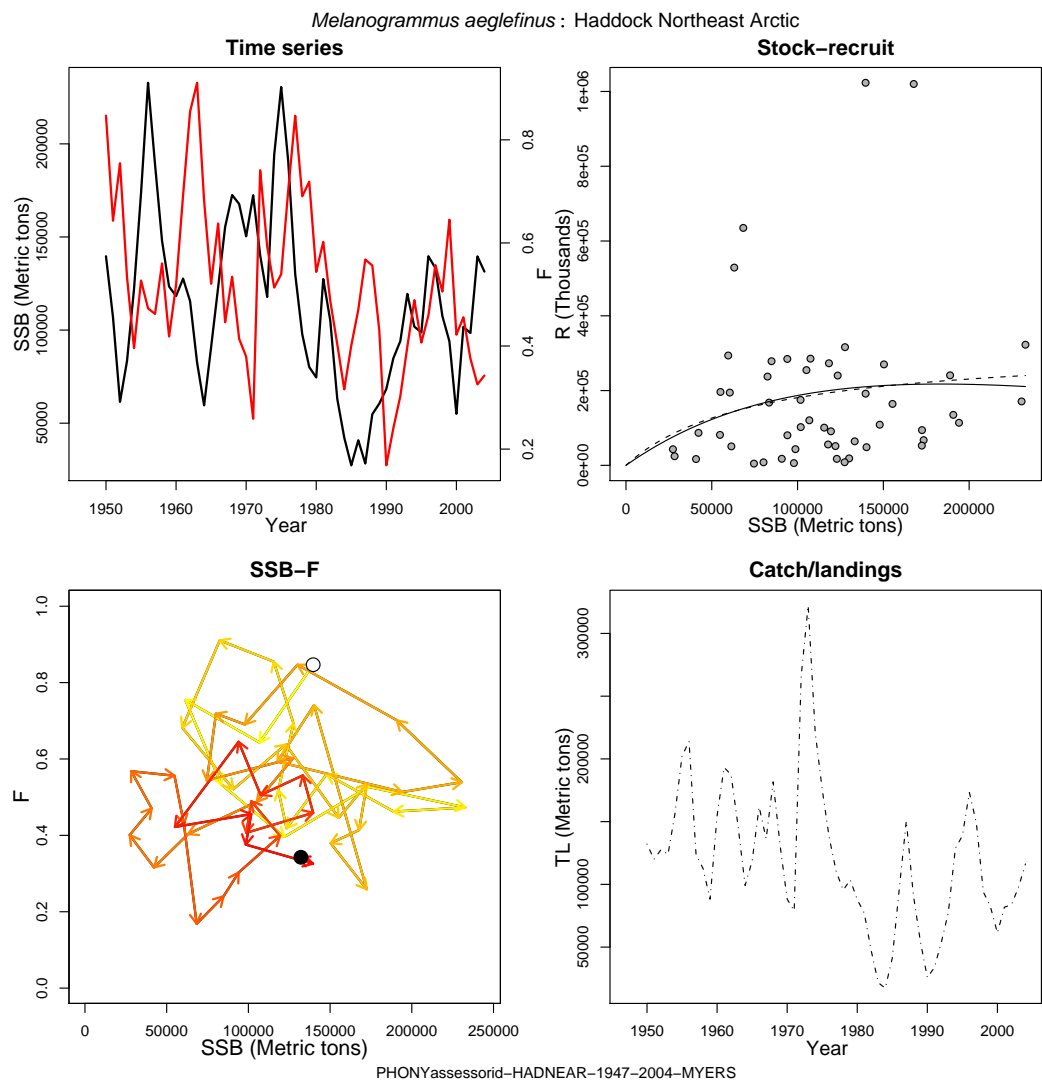 Melanogrammus aeglefinus : Haddock Northeast Arctic
Time series
SSB (Metric tons)
50000 100000 150000 200000
0.2 0.4 0.6 0.8
F
1950 1960 1970 1980 1990 2000
Year
Stock−recruit
R (Thousands)
0e+00 2e+05 4e+05 6e+05 8e+05 1e+06
0 50000 100000 150000 200000
SSB (Metric tons)
SSB−F
F
0.0 0.2 0.4 0.6 0.8 1.0
0 50000 100000 150000 200000 250000
SSB (Metric tons)
Catch/landings
TL (Metric tons)
50000 100000 200000 300000
1950 1960 1970 1980 1990 2000
Year
PHONYassessorid−HADNEAR−1947−2004−MYERS